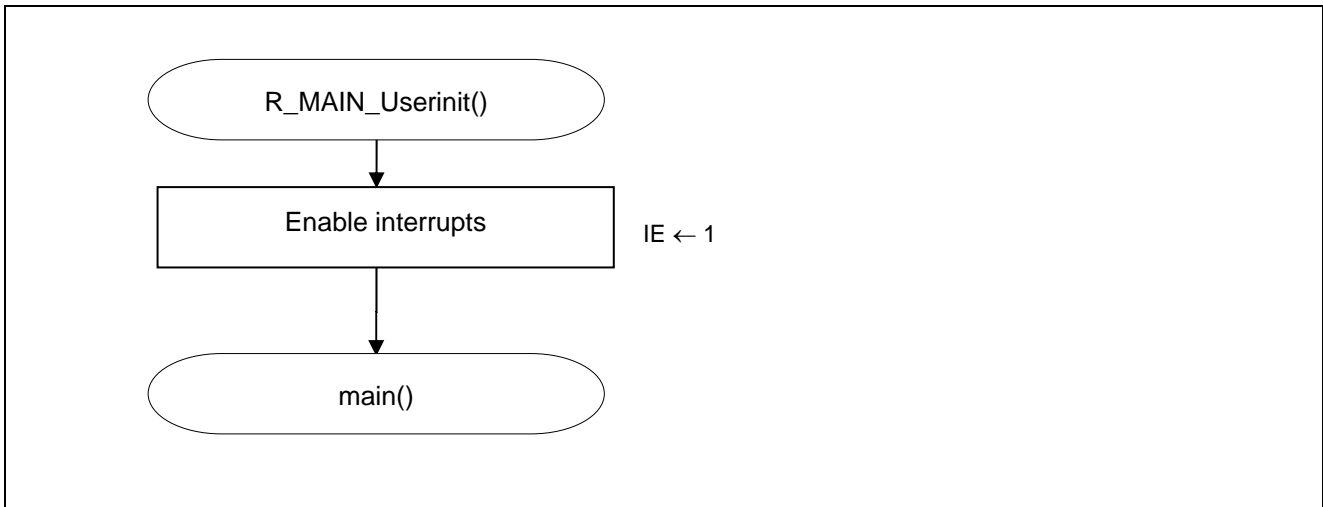 R_MAIN_Userinit()
Enable interrupts
IE ← 1
main()